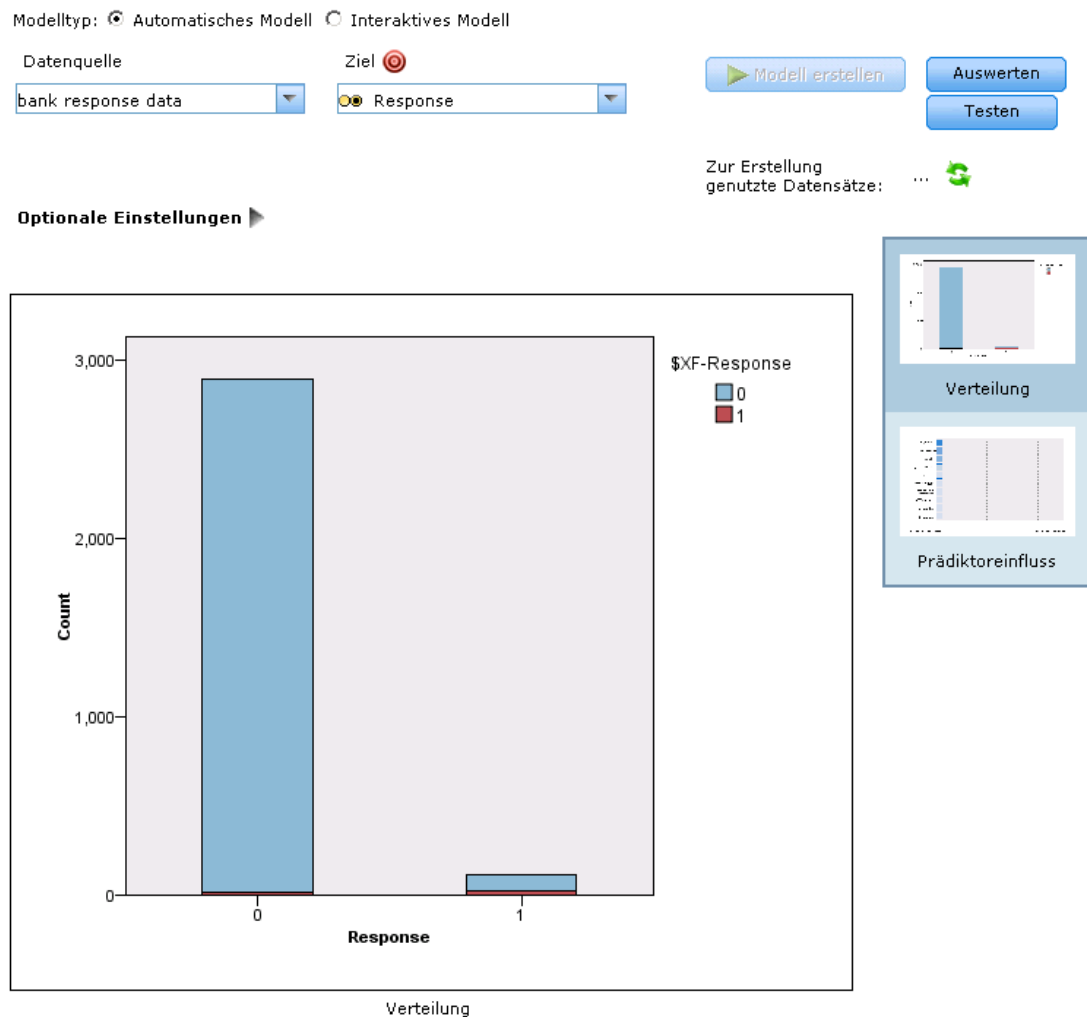 Modelltyp: Automatisches Modell Interaktives Modell
Datenquelle Ziel
bank response data Response
Modell erstellen
Auswerten
Testen
Zur Erstellung
genutzte Datensätze: ...
Optionale Einstellungen
3,000
2,000
1,000
0
Count
0 1
Response
$XF-Response
0
1
Verteilung
Verteilung
Prädiktoreinfluss